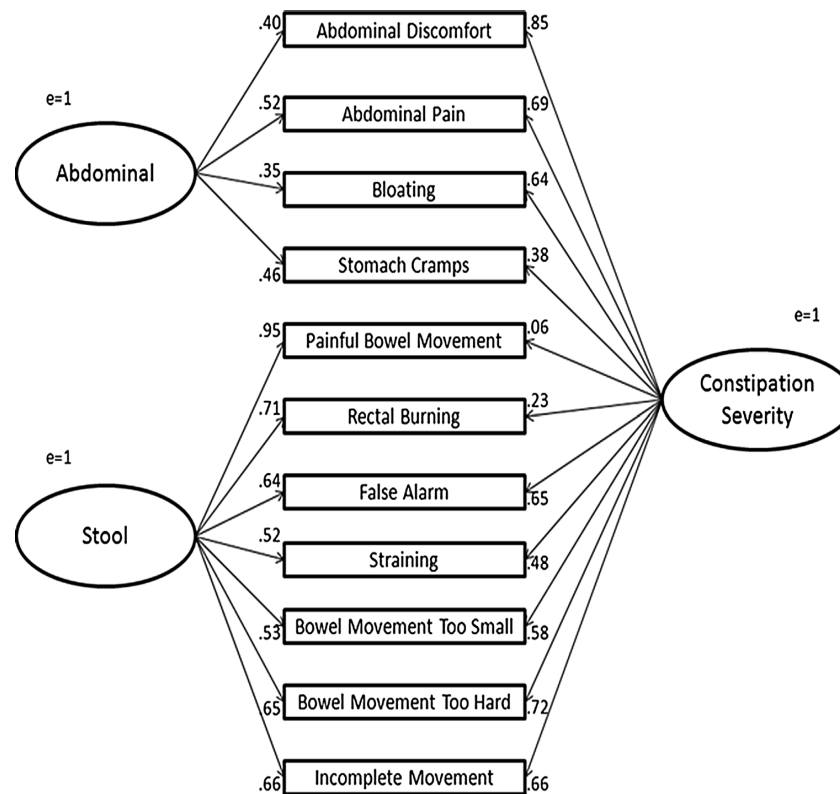 .40 Abdominal Discomfort .85
e=1
.52 Abdominal Pain .69
Abdominal
.35 Bloating .64
.46 Stomach Cramps .38
e=1
.95 Painful Bowel Movement .06
Constipation
Severity
.71 Rectal Burning .23
e=1
.64 False Alarm .65
Stool
.52 Straining .48
.53 Bowel Movement Too Small .58
.65 Bowel Movement Too Hard .72
.66 Incomplete Movement .66